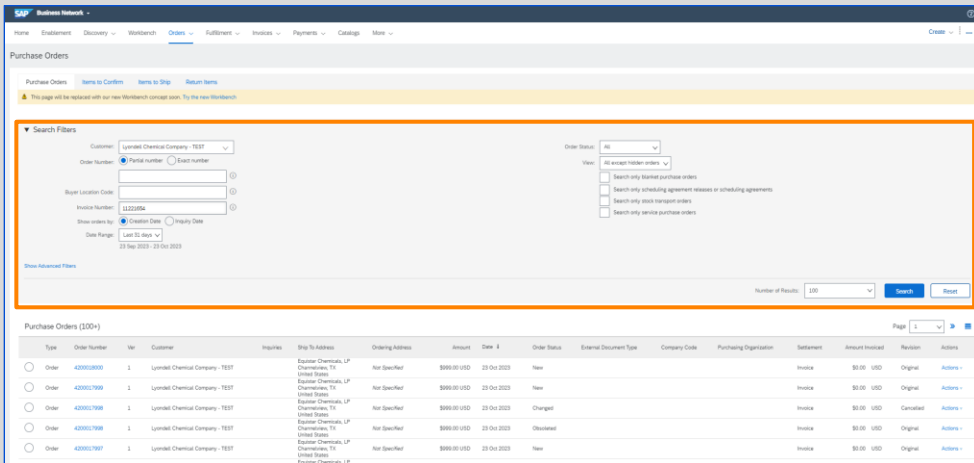 SAP Business Network
Home Enablement Discovery Workbench Orders Fulfillment Invoices Payments Catalogs More Create
Purchase Orders
Purchase Orders Items to Confirm Items to Ship Return Items
This page will be replaced with our new Workbench concept soon. Try the new Workbench
Search Filters
Customer: Lyondell Chemical Company - TEST
Order Number: Partial number Exact number
Buyer Location Code:
Invoice Number:
Show orders by: Creation Date Inquiry Date
Date Range: Last 31 days
23 Sep 2023 - 23 Oct 2023
Order Status: All
View: All except hidden orders
Search only blanket purchase orders
Search only scheduling agreement releases or scheduling agreements
Search only stock transport orders
Search only service purchase orders
Show Advanced Filters
Number of Results: 100 Search Reset
Purchase Orders (100+) Page 1
Type Order Number Ver Customer Inquiries Ship To Address Ordering Address Amount Date Order Status External Document Type Company Code Purchasing Organization Settlement Amount Invoiced Revision Actions
Equistar Chemicals, LP
Order 4200018000 1 Lyondell Chemical Company - TEST Channelview, TX Not Specified $999.00 USD 23 Oct 2023 New Invoice $0.00 USD Original Actions
United States
Equistar Chemicals, LP
Order 4200017999 1 Lyondell Chemical Company - TEST Channelview, TX Not Specified $999.00 USD 23 Oct 2023 New Invoice $0.00 USD Original Actions
United States
Equistar Chemicals, LP
Order 4200017998 1 Lyondell Chemical Company - TEST Channelview, TX Not Specified $999.00 USD 23 Oct 2023 Changed Invoice $0.00 USD Cancelled Actions
United States
Equistar Chemicals, LP
Order 4200017998 1 Lyondell Chemical Company - TEST Channelview, TX Not Specified $999.00 USD 23 Oct 2023 Obsoleted Invoice $0.00 USD Original Actions
United States
Equistar Chemicals, LP
Order 4200017997 1 Lyondell Chemical Company - TEST Channelview, TX Not Specified $999.00 USD 23 Oct 2023 New Invoice $0.00 USD Original Actions
United States
Equistar Chemicals, LP